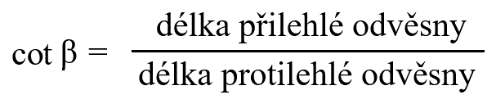 délka přilehlé odvěsny
cot β =
délka protilehlé odvěsny